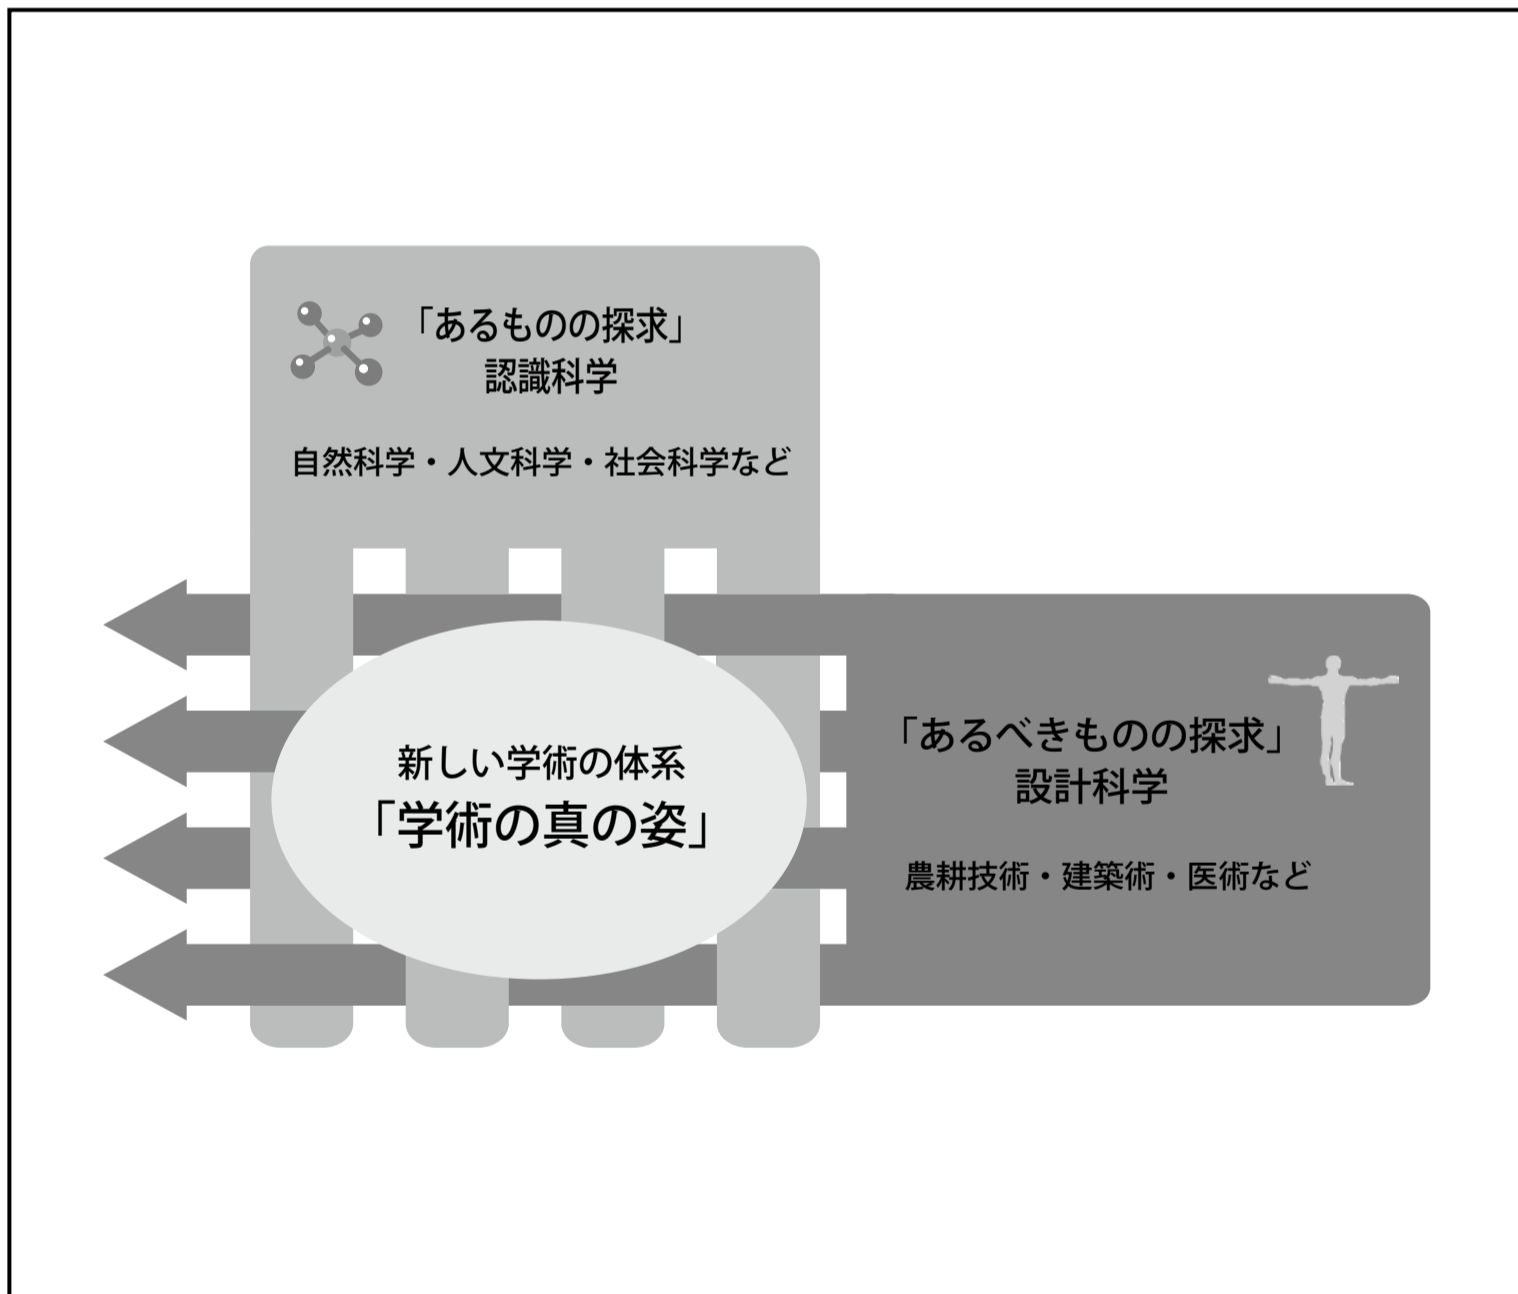 「あるものの探求」
認識科学
自然科学・人文科学・社会科学など
新しい学術の体系
「学術の真の姿」
「あるべきものの探求」
設計科学
農耕技術・建築術・医術など